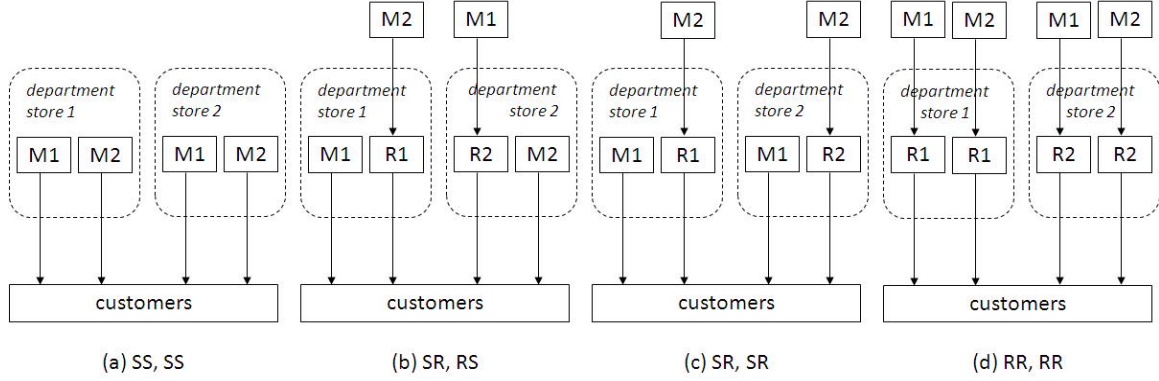 M2 M1 M2 M2 M1 M2 M1 M2
department store 1
department store 2
department store 1
department store 2
department store 1
department store 2
department store 1
department store 2
M1 M2 M1 M2 M1 R1 R2 M2 M1 R1 M1 R2 R1 R1 R2 R2
customers customers customers customers
(a) SS, SS (b) SR, RS (c) SR, SR (d) RR, RR